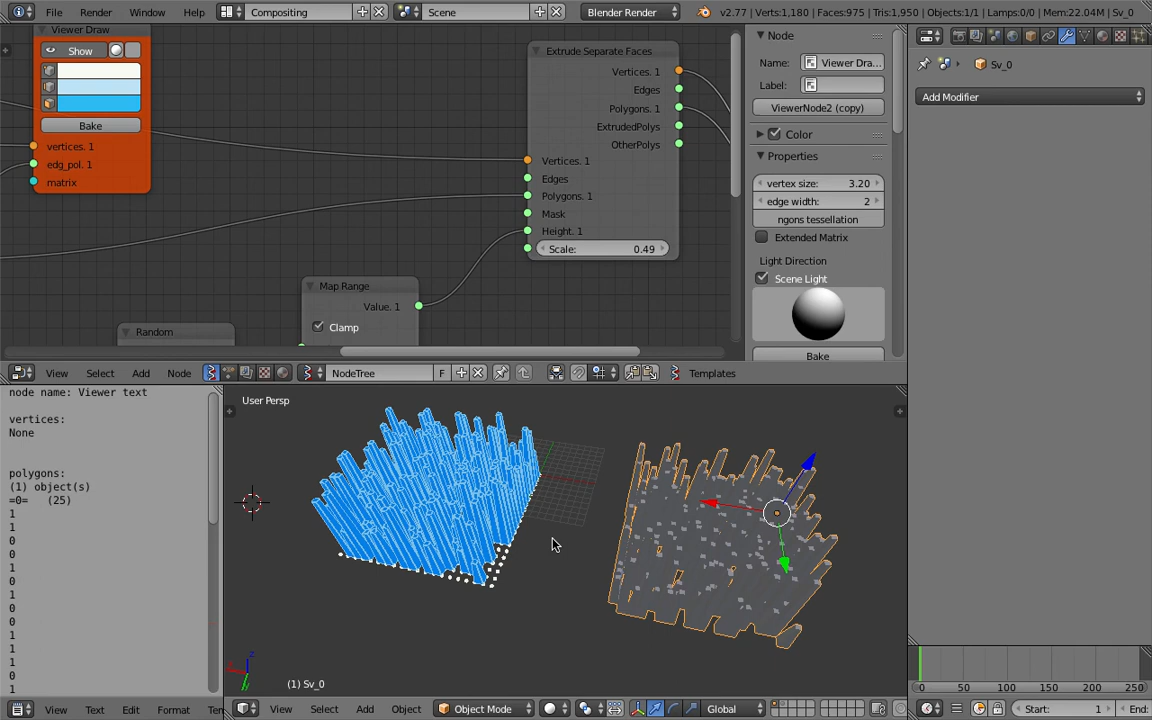 File Render Window Help Compositing Scene Blender Render v2.77 | Verts:1,180 | Faces:975 | Tris:1,950 | Objects:1/1 | Lamps:0/0 | Mem:22.04M | Sv_0
Viewer Draw
Show
Bake
vertices. 1
edg_pol. 1
matrix
Extrude Separate Faces
Vertices. 1
Edges
Polygons. 1
ExtrudedPolys
OtherPolys
Vertices. 1
Edges
Polygons. 1
Mask
Height. 1
Scale: 0.49
Map Range
Value. 1
Clamp
Random
Node
Name: Viewer Dra...
Label:
ViewerNode2 (copy)
Color
Properties
vertex size: 3.20
edge width: 2
ngons tessellation
Extended Matrix
Light Direction
Scene Light
Bake
Sv_0
Add Modifier
View Select Add Node NodeTree F Templates
node name: Viewer text
vertices:
None
polygons:
(1) object(s)
=0= (25)
1
1
0
0
1
0
1
0
0
1
1
1
0
1
User Persp
(1) Sv_0
View Text Edit Format Ten
View Select Add Object Object Mode Global
0 50 100 150 200 250
Start: 1 End: